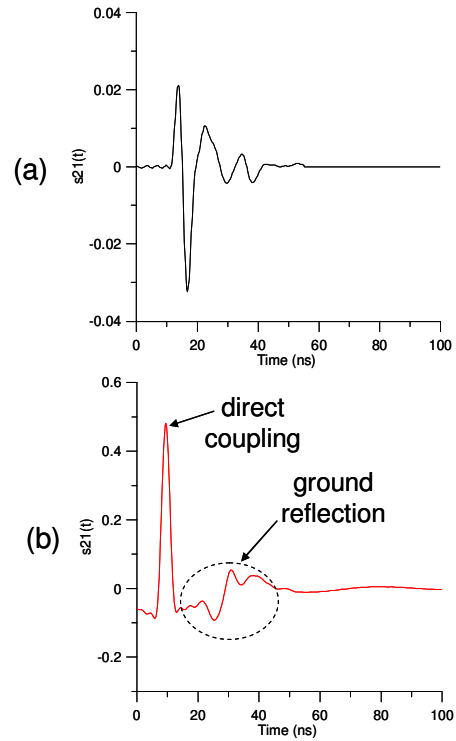 (a)
s21(t)
0.04
0.02
0
-0.02
-0.04
0 20 40 60 80 100
Time (ns)
(b)
s21(t)
0.6
0.4
0.2
0
-0.2
direct
coupling
ground
reflection
0 20 40 60 80 100
Time (ns)